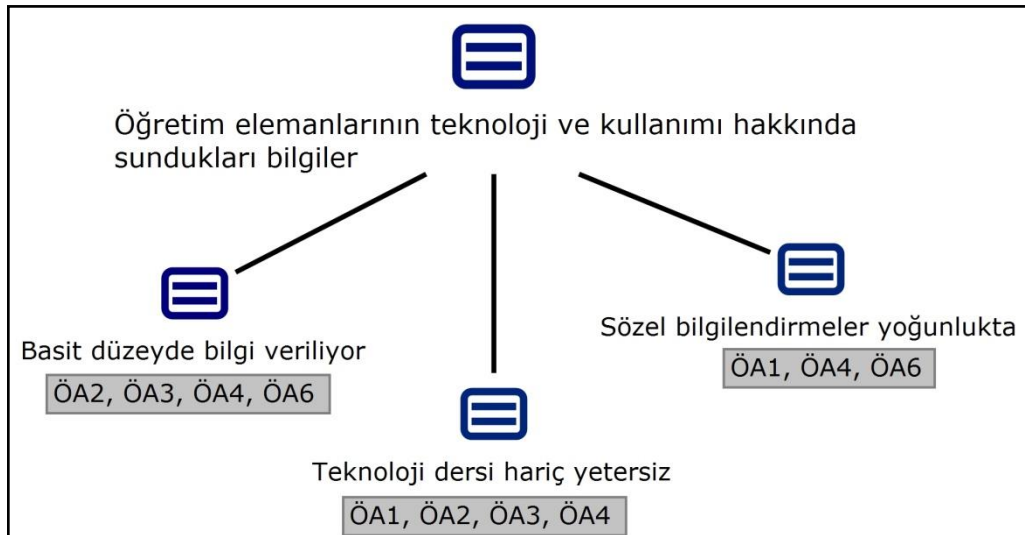 Öğretim elemanlarının teknoloji ve kullanımı hakkında
sundukları bilgiler
Basit düzeyde bilgi veriliyor
ÖA2, ÖA3, ÖA4, ÖA6
Sözel bilgilendirmeler yoğunlukta
ÖA1, ÖA4, ÖA6
Teknoloji dersi hariç yetersiz
ÖA1, ÖA2, ÖA3, ÖA4